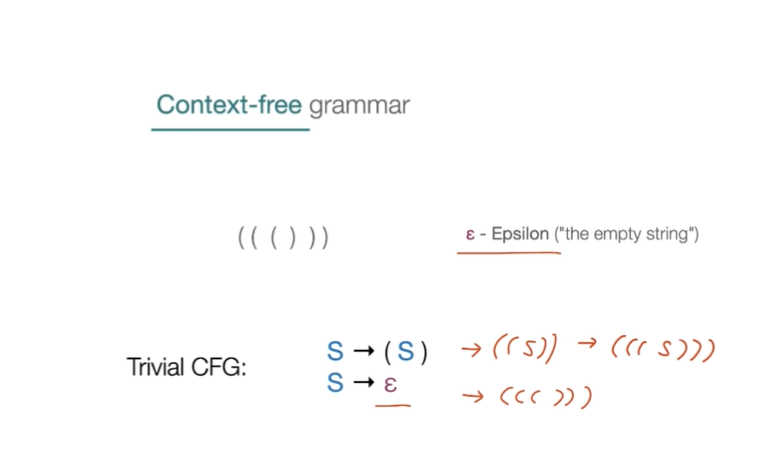 Context-free grammar
(( ( ) ))
ε - Epsilon ("the empty string")
Trivial CFG:
S → (S) → ((S)) → (((S)))
S → ε → ((( )))